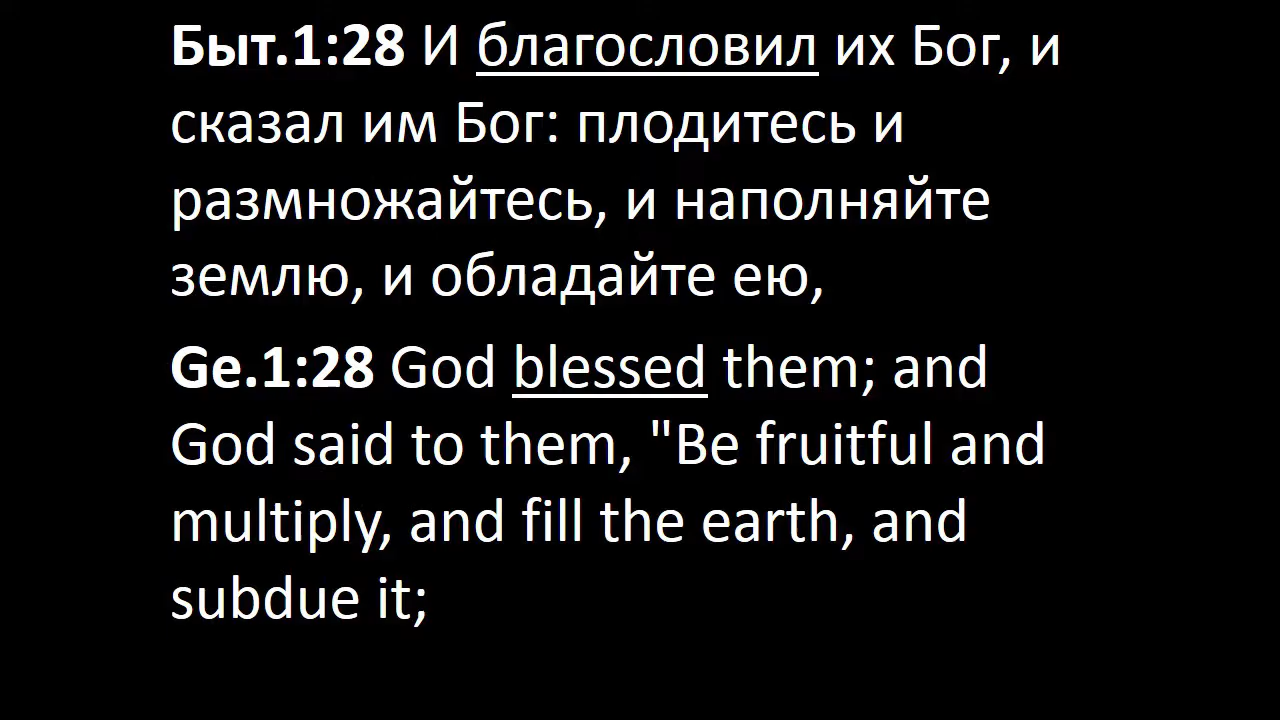 Быт.1:28 И благословил их Бог, и
сказал им Бог: плодитесь и
размножайтесь, и наполняйте
землю, и обладайте ею,
Ge.1:28 God blessed them; and
God said to them, "Be fruitful and
multiply, and fill the earth, and
subdue it;